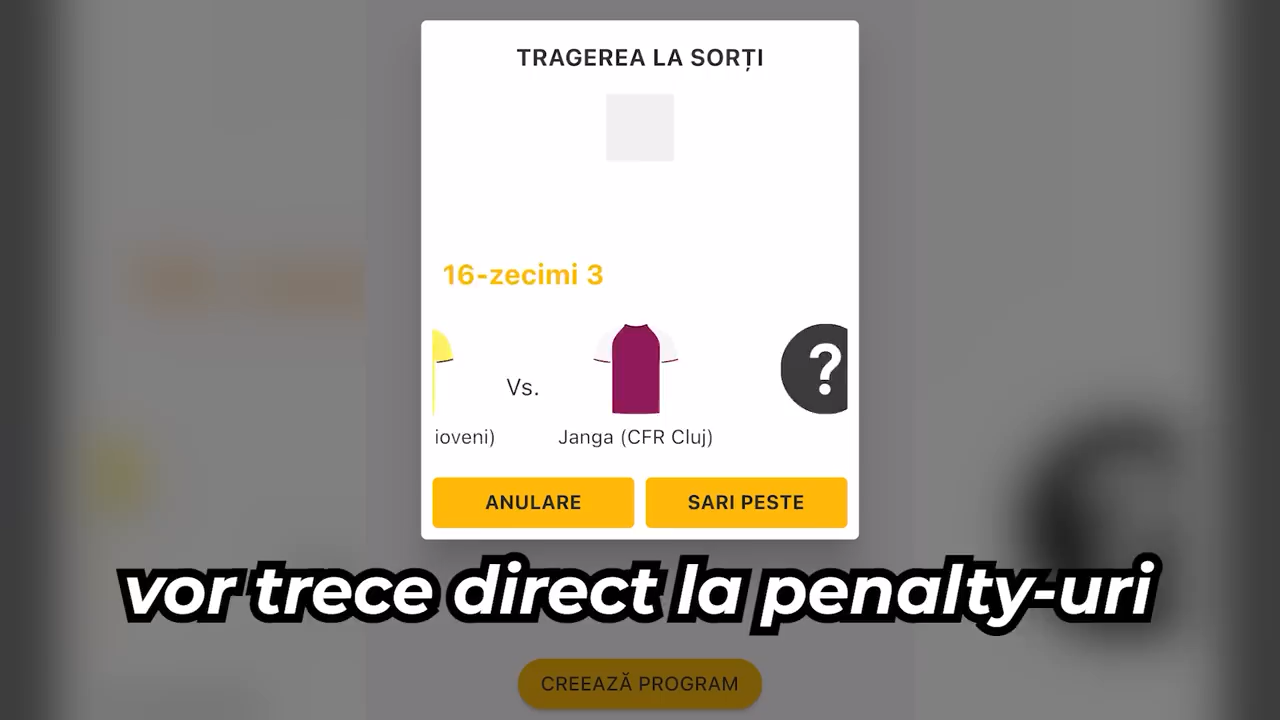 TRAGEREA LA SORȚI
16-zecimi 3
?
Vs.
ioveni)
Janga (CFR Cluj)
ANULARE
SARI PESTE
vor trece direct la penalty-uri
CREEAZĂ PROGRAM